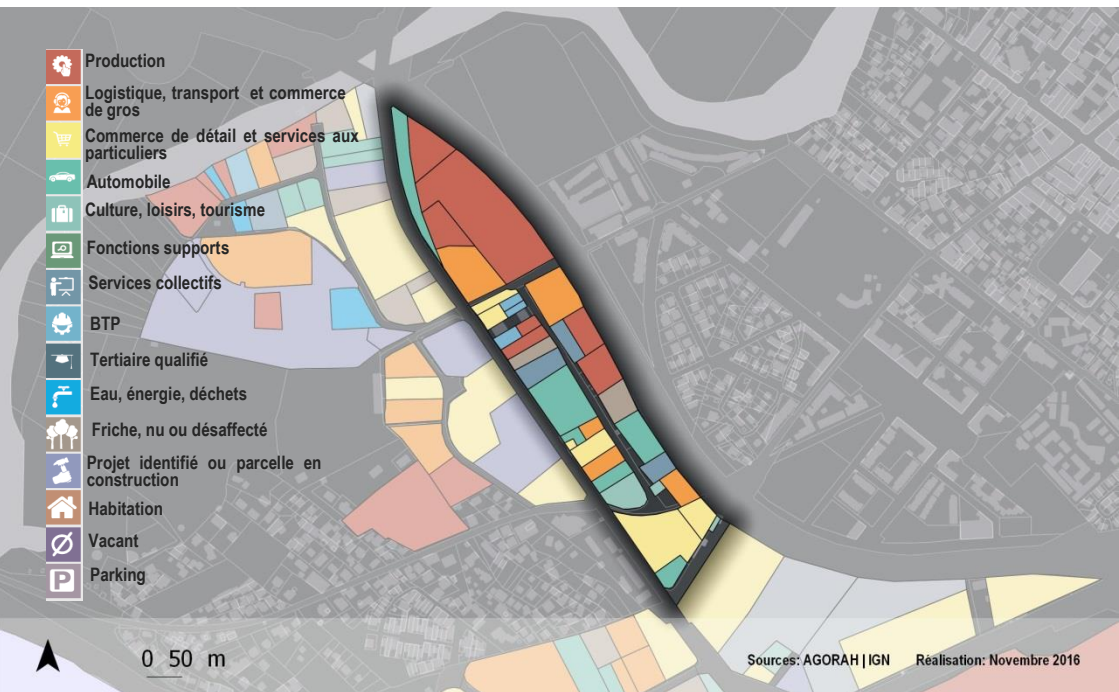 Production
Logistique, transport et commerce
de gros
Commerce de détail et services aux
particuliers
Automobile
Culture, loisirs, tourisme
Fonctions supports
Services collectifs
BTP
Tertiaire qualifié
Eau, énergie, déchets
Friche, nu ou désaffecté
Projet identifié ou parcelle en
construction
Habitation
Vacant
P Parking
0 50 m
Sources: AGORAH | IGN Réalisation: Novembre 2016